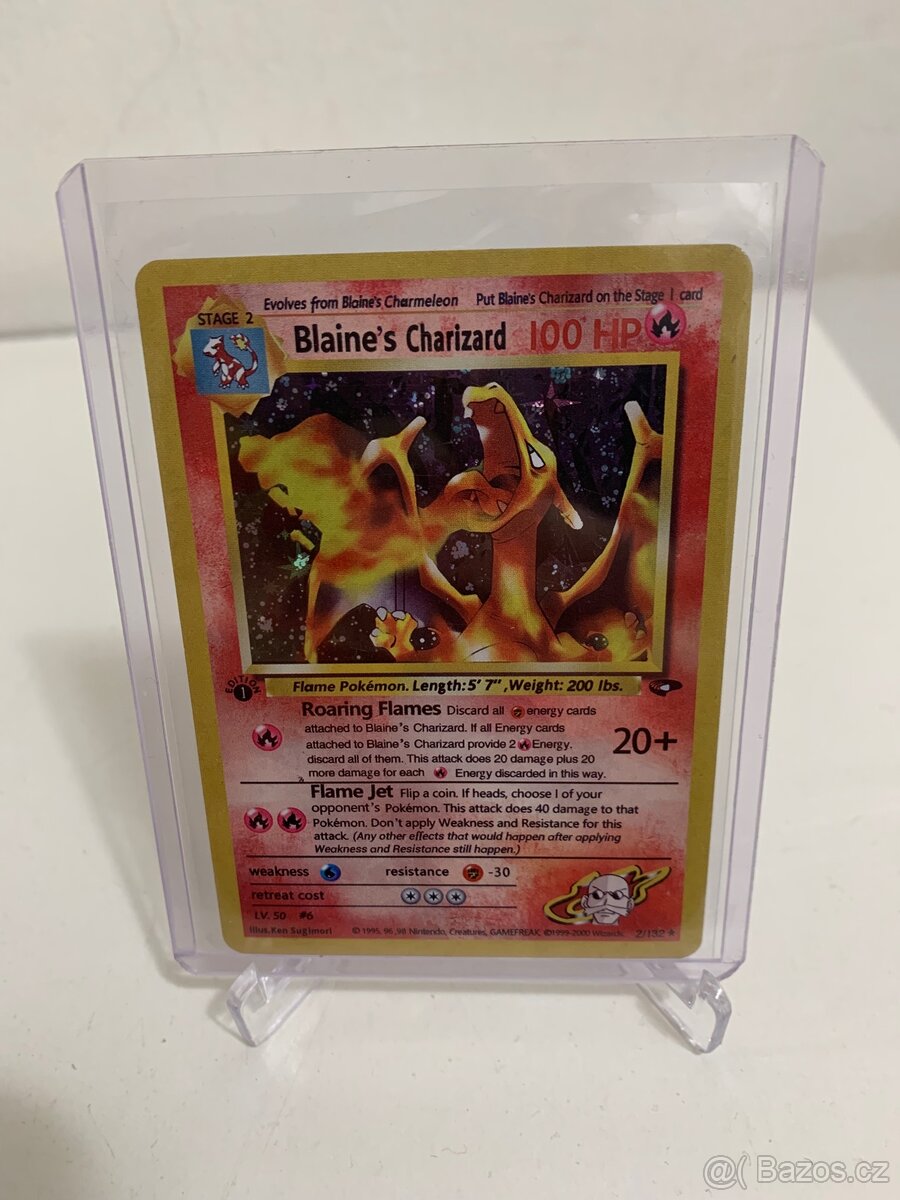 Evolves from Blaine's Charmeleon Put Blaine's Charizard on the Stage 1 card
STAGE 2
Blaine's Charizard 100 HP
EDITION
1
Flame Pokémon. Length:5' 7", Weight: 200 lbs.
Roaring Flames Discard all energy cards
attached to Blaine's Charizard. If all Energy cards
attached to Blaine's Charizard provide 2 Energy,
discard all of them. This attack does 20 damage plus 20
more damage for each Energy discarded in this way.
20+
Flame Jet Flip a coin. If heads, choose 1 of your
opponent's Pokémon. This attack does 40 damage to that
Pokémon. Don't apply Weakness and Resistance for this
attack. (Any other effects that would happen after applying
Weakness and Resistance still happen.)
weakness resistance -30
retreat cost
LV. 50 #6
Illus. Ken Sugimori © 1995, 96, 98 Nintendo, Creatures, GAMEFREAK. ©1999-2000 Wizards. 2/132 ★
@( Bazos.cz